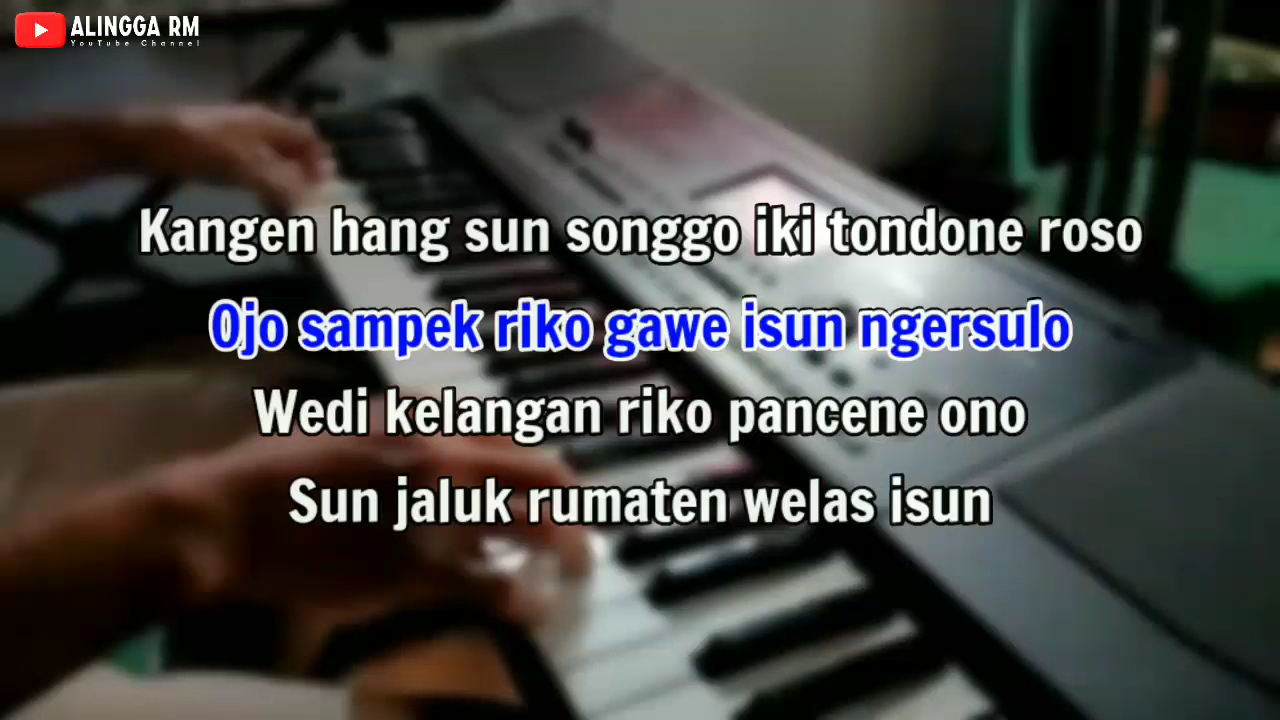 ALINGGA RM
YouTube Channel
Kangen hang sun songgo iki tondone roso
Ojo sampek riko gawe isun ngersulo
Wedi kelangan riko pancene ono
Sun jaluk rumaten welas isun